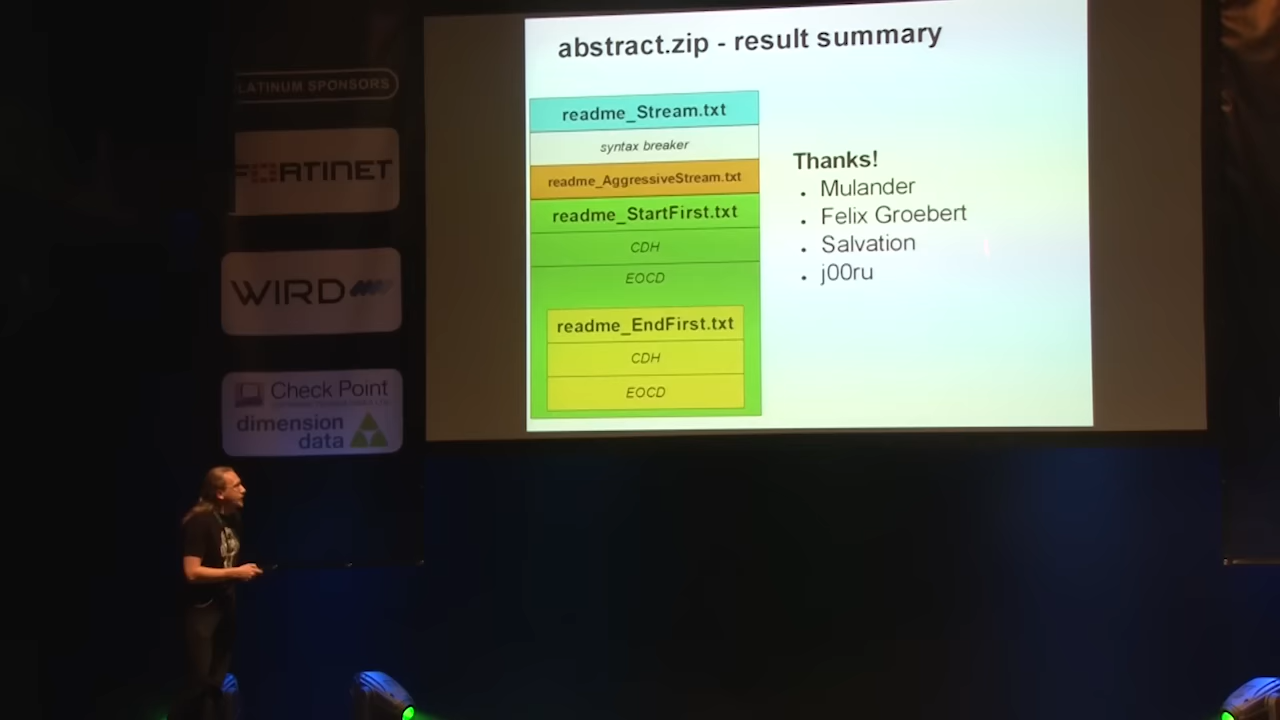 abstract.zip - result summary
readme_Stream.txt
syntax breaker
readme_AggressiveStream.txt
readme_StartFirst.txt
CDH
EOCD
readme_EndFirst.txt
CDH
EOCD
Thanks!
• Mulander
• Felix Groebert
• Salvation
• j00ru
LATINUM SPONSORS
FORTINET
WIRD
Check Point
dimension
data